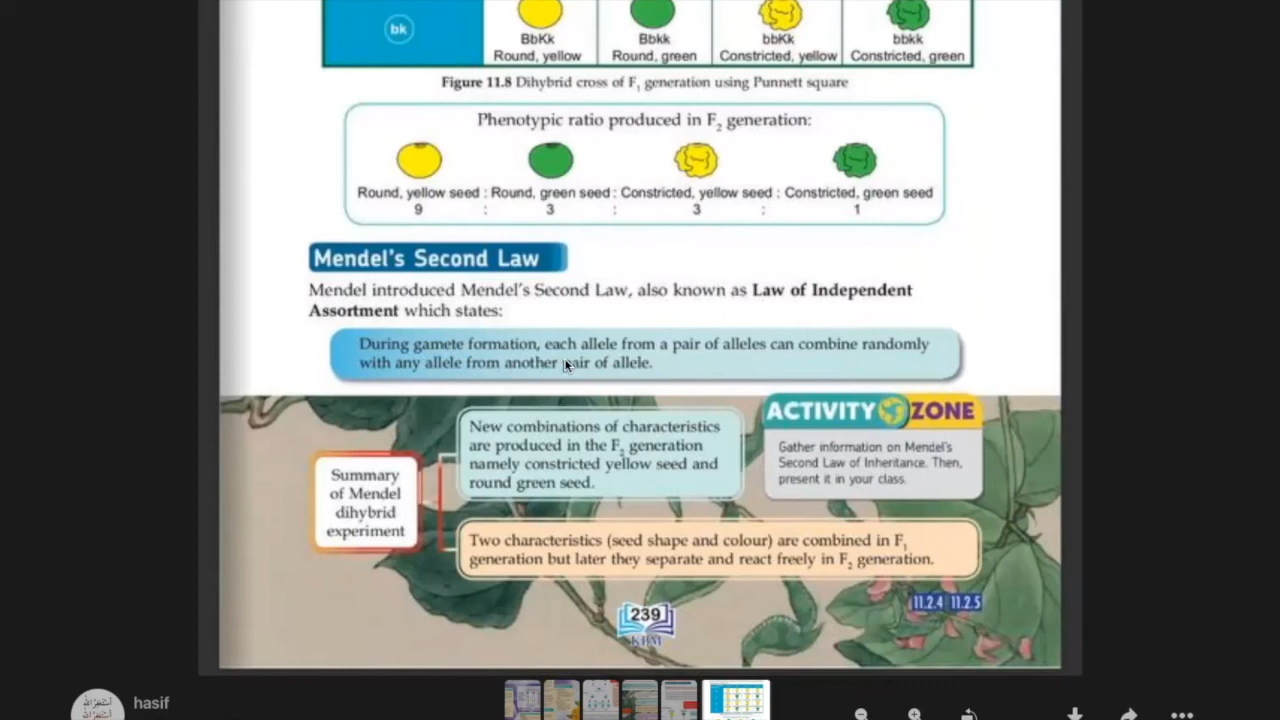 bk
BbKk
Bbkk
bbKk
bbkk
Round, yellow
Round, green
Constricted, yellow
Constricted, green
Figure 11.8 Dihybrid cross of F1 generation using Punnett square
Phenotypic ratio produced in F2 generation:
Round, yellow seed : Round, green seed : Constricted, yellow seed : Constricted, green seed
9 : 3 : 3 : 1
Mendel's Second Law
Mendel introduced Mendel's Second Law, also known as Law of Independent
Assortment which states:
During gamete formation, each allele from a pair of alleles can combine randomly
with any allele from another pair of allele.
Summary
of Mendel
dihybrid
experiment
New combinations of characteristics
are produced in the F2 generation
namely constricted yellow seed and
round green seed.
ACTIVITY ZONE
Gather information on Mendel's
Second Law of Inheritance. Then,
present it in your class.
Two characteristics (seed shape and colour) are combined in F1
generation but later they separate and react freely in F2 generation.
11.2.4 11.2.5
239
KBM
hasif
أستغفر الله
أستغفر الله